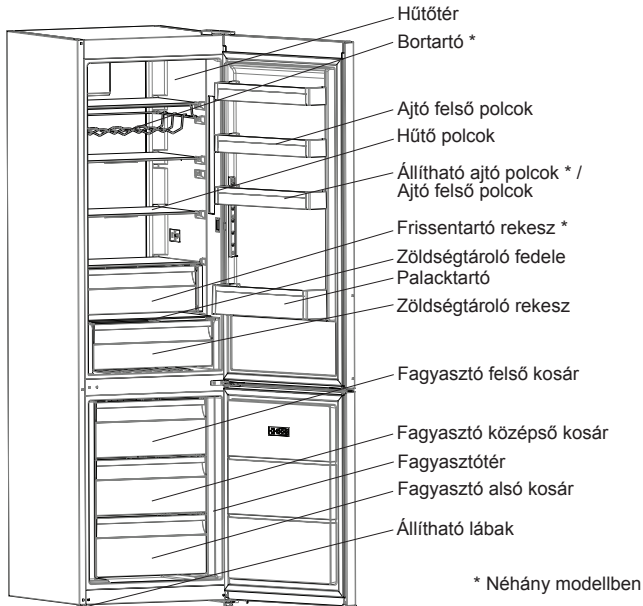 Hűtőtér
Bortartó *
Ajtó felső polcok
Hűtő polcok
Állítható ajtó polcok * /
Ajtó felső polcok
Frissentartó rekesz *
Zöldségtároló fedele
Palacktartó
Zöldségtároló rekesz
Fagyasztó felső kosár
Fagyasztó középső kosár
Fagyasztótér
Fagyasztó alsó kosár
Állítható lábak
* Néhány modellben